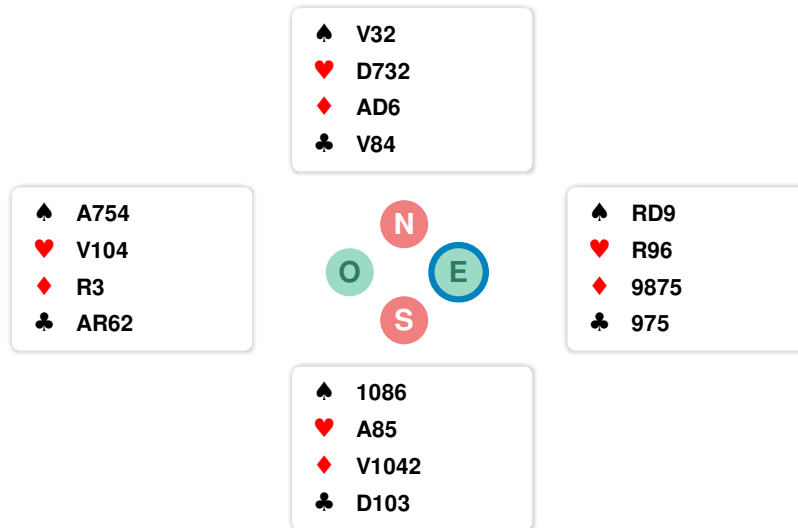 ♠ V32
♥ D732
♦ AD6
♣ V84
♠ A754
♥ V104
♦ R3
♣ AR62
N
O E
S
♠ RD9
♥ R96
♦ 9875
♣ 975
♠ 1086
♥ A85
♦ V1042
♣ D103